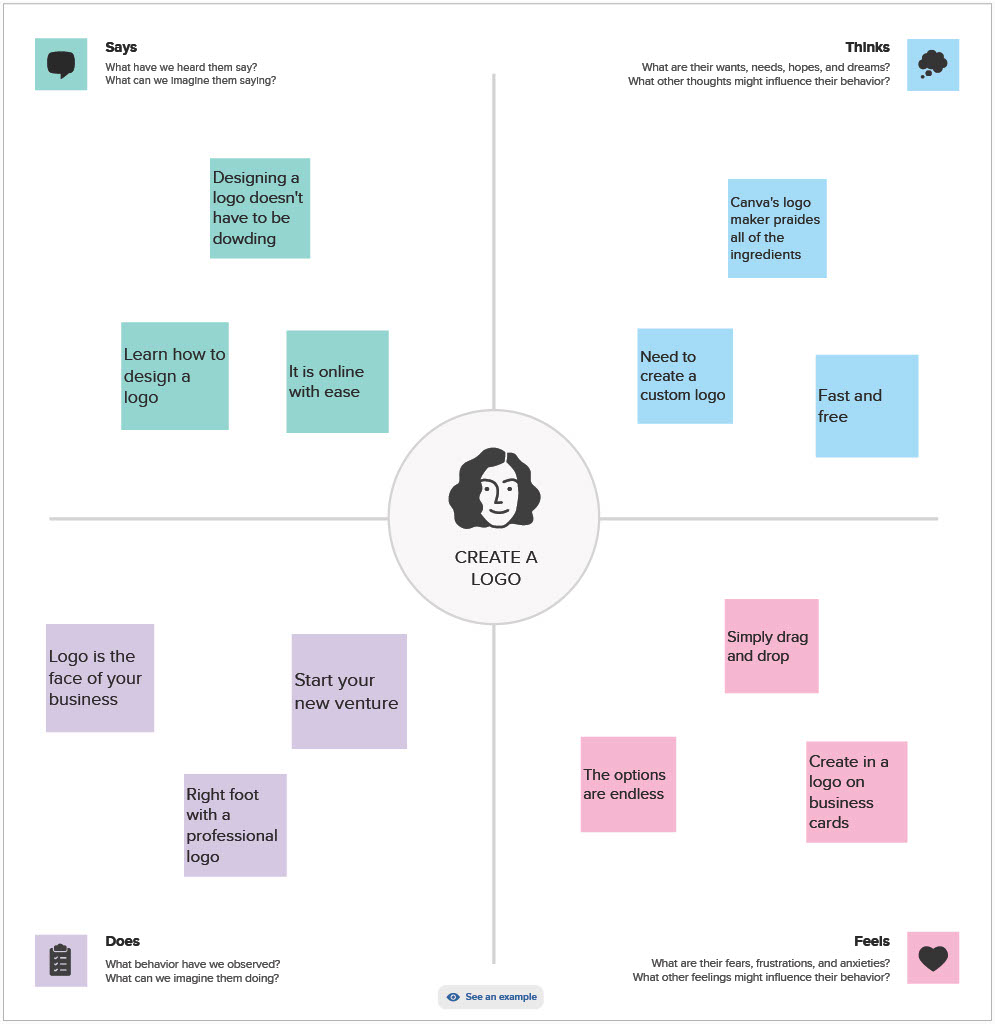 Says
What have we heard them say?
What can we imagine them saying?
Thinks
What are their wants, needs, hopes, and dreams?
What other thoughts might influence their behavior?
Designing a
logo doesn't
have to be
dowding
Learn how to
design a
logo
It is online
with ease
Canva's logo
maker praides
all of the
ingredients
Need to
create a
custom logo
Fast and
free
CREATE A
LOGO
Logo is the
face of your
business
Start your
new venture
Right foot
with a
professional
logo
Simply drag
and drop
The options
are endless
Create in a
logo on
business
cards
Does
What behavior have we observed?
What can we imagine them doing?
Feels
What are their fears, frustrations, and anxieties?
What other feelings might influence their behavior?
See an example